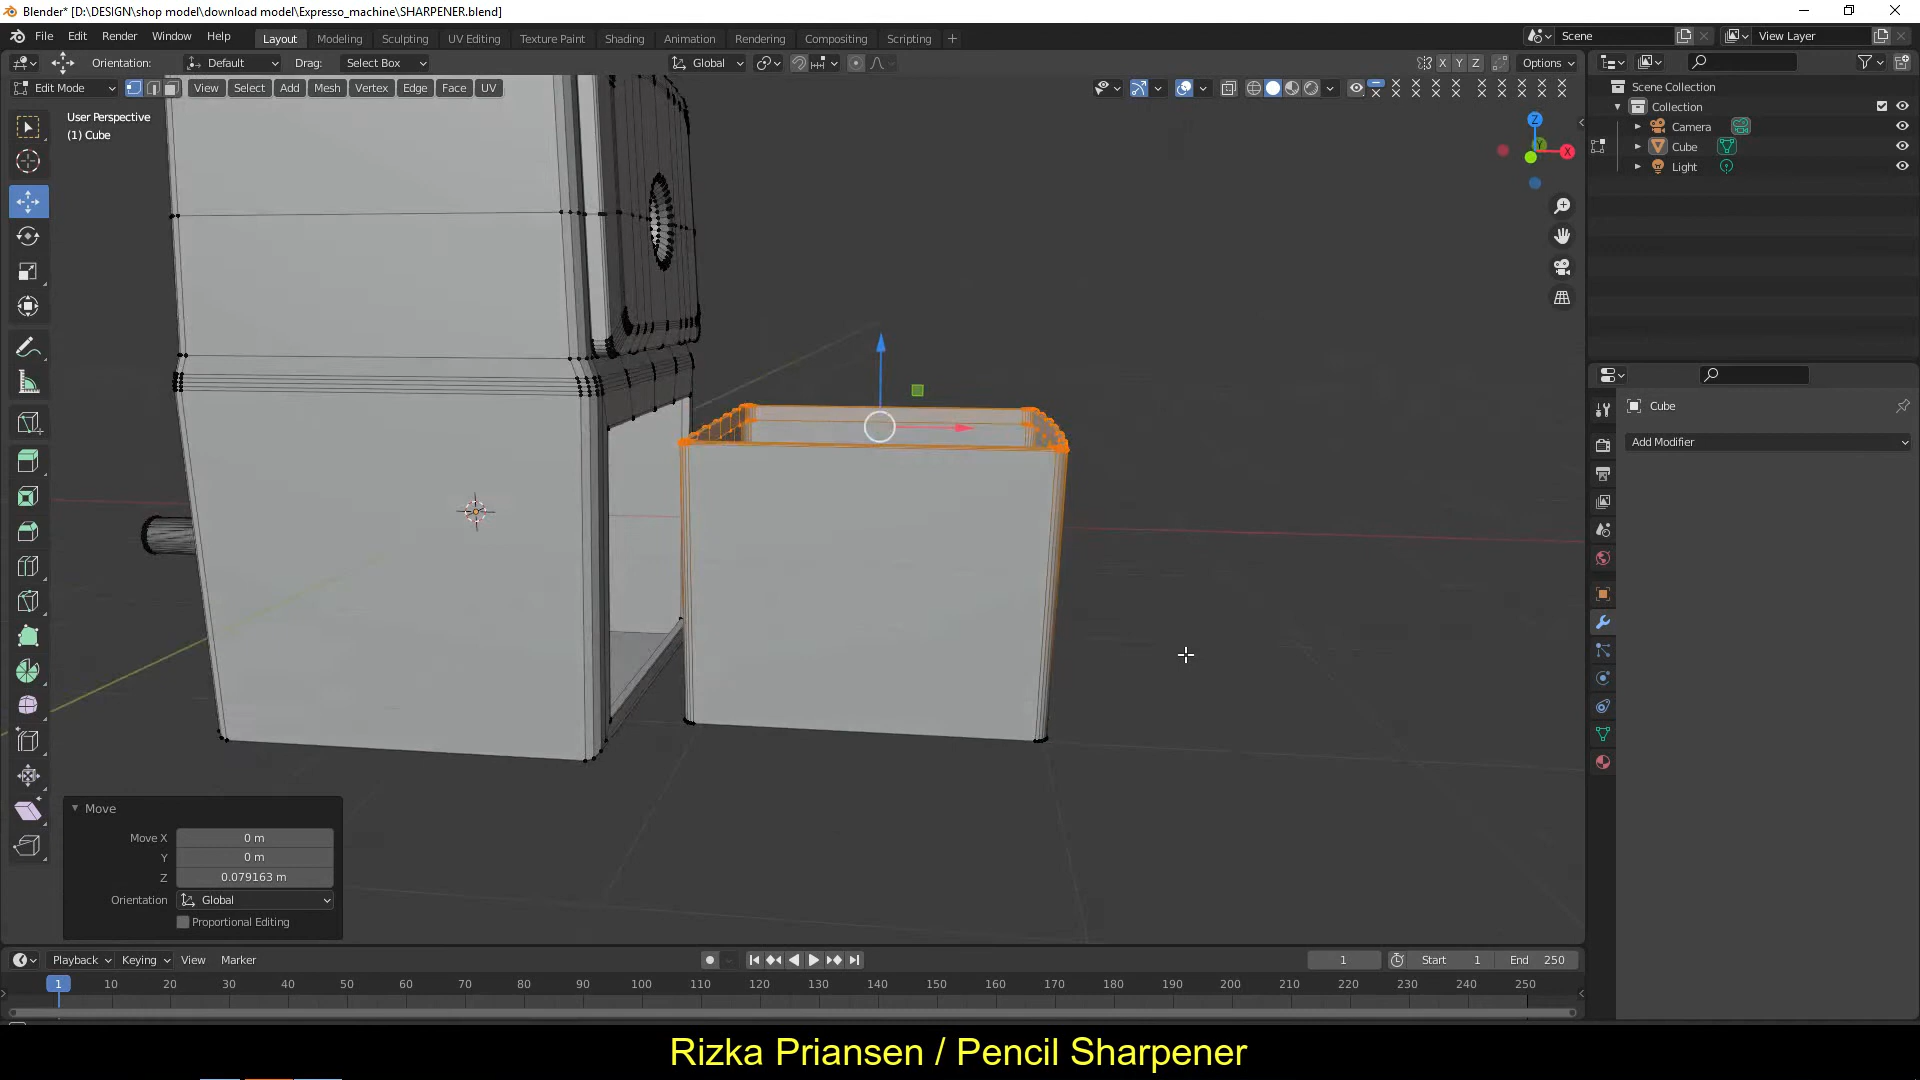 Blender* [D:\DESIGN\shop model\download model\Expresso_machine\SHARPENER.blend]
File Edit Render Window Help Layout Modeling Sculpting UV Editing Texture Paint Shading Animation Rendering Compositing Scripting + Scene View Layer
Orientation: Default Drag: Select Box Global X Y Z Options
Edit Mode View Select Add Mesh Vertex Edge Face UV
User Perspective
(1) Cube
Z
Y
X
Scene Collection
Collection
Camera
Cube
Light
Cube
Add Modifier
Move
Move X 0 m
Y 0 m
Z 0.079163 m
Orientation Global
Proportional Editing
Playback Keying View Marker 1 Start 1 End 250
1 10 20 30 40 50 60 70 80 90 100 110 120 130 140 150 160 170 180 190 200 210 220 230 240 250
Rizka Priansen / Pencil Sharpener